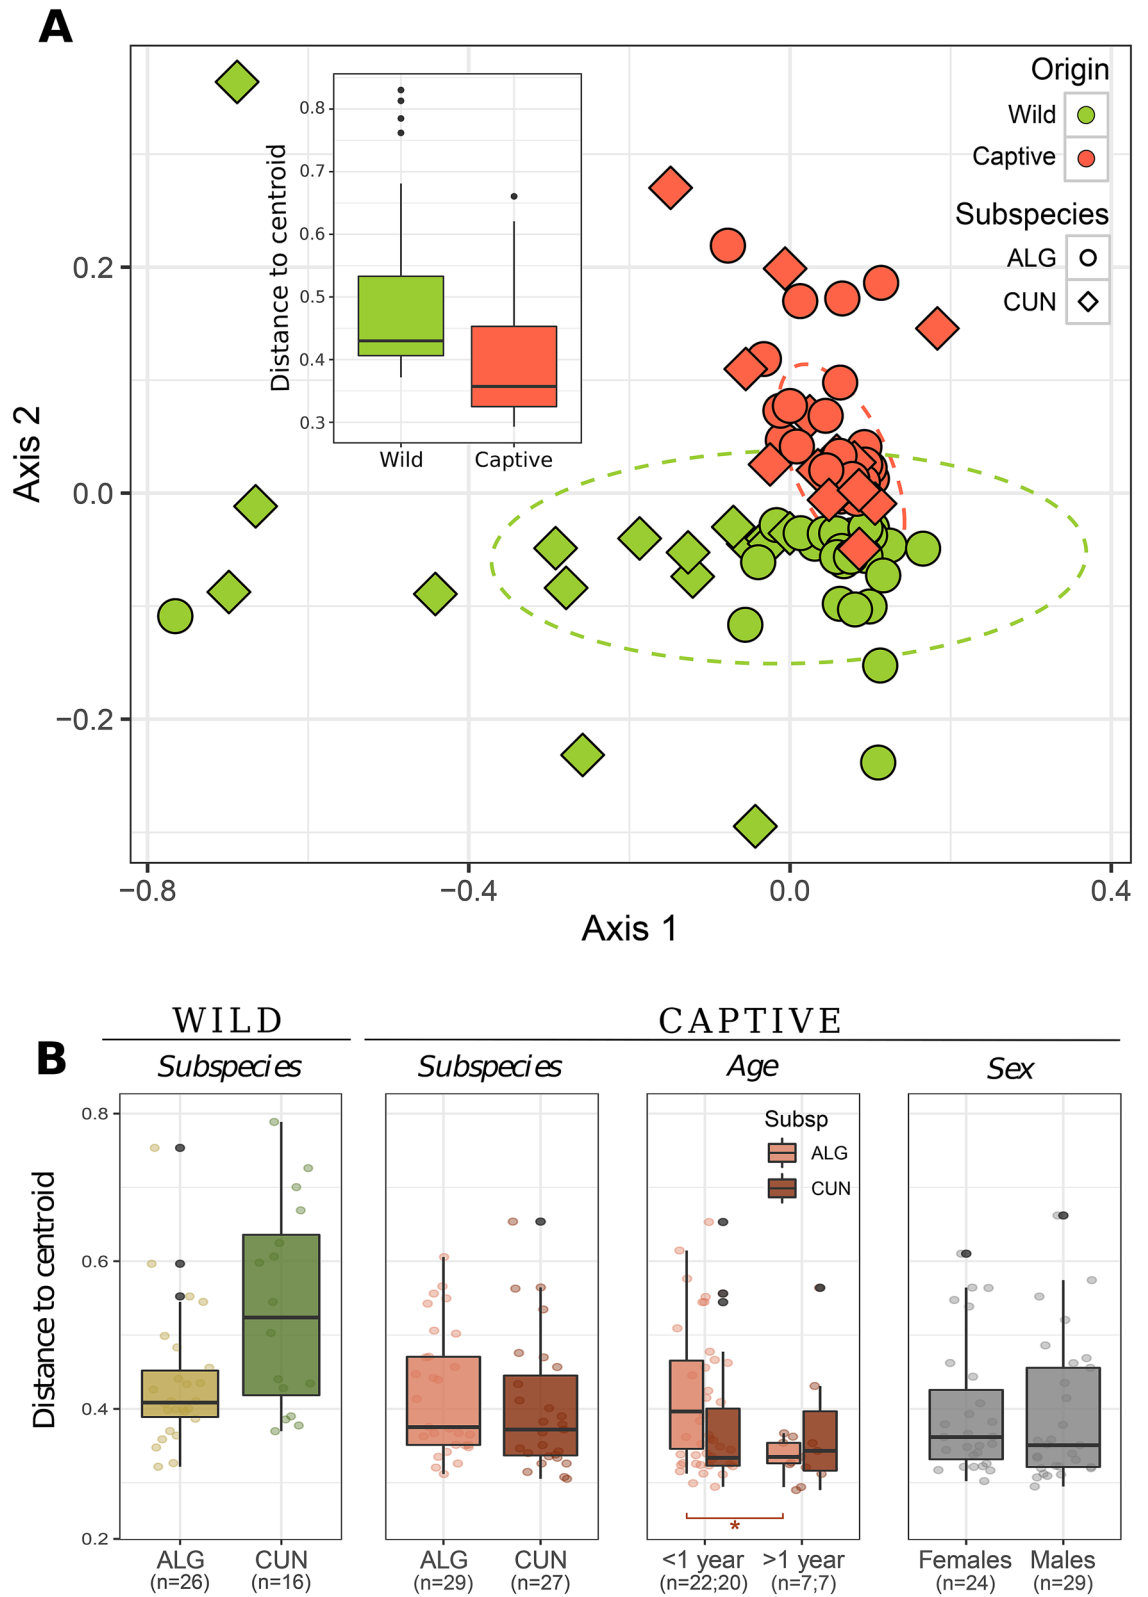 A
Origin
Wild
Captive
Subspecies
ALG
CUN
0.8
0.7
0.6
0.5
0.4
0.3
Distance to centroid
Wild
Captive
0.2
0.0
−0.2
Axis 2
−0.8
−0.4
0.0
0.4
Axis 1
WILD
CAPTIVE
B
Subspecies
Subspecies
Age
Sex
Subsp
ALG
CUN
0.8
0.6
0.4
0.2
Distance to centroid
*
ALG
CUN
ALG
CUN
<1 year
>1 year
Females
Males
(n=26)
(n=16)
(n=29)
(n=27)
(n=22;20)
(n=7;7)
(n=24)
(n=29)